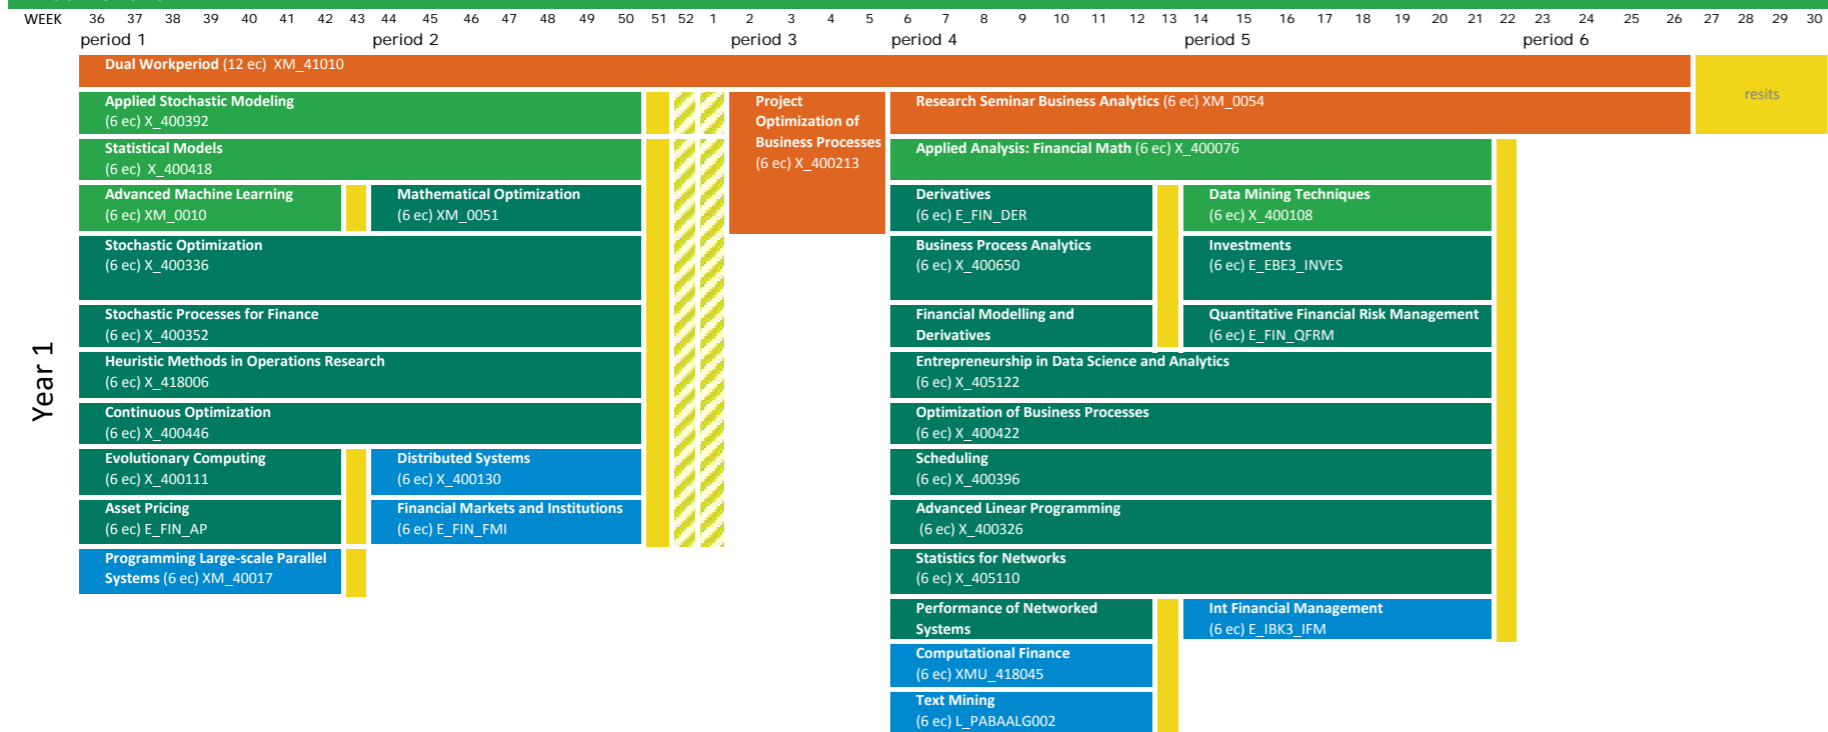 WEEK 36 37 38 39 40 41 42 43 44 45 46 47 48 49 50 51 52 1 2 3 4 5 6 7 8 9 10 11 12 13 14 15 16 17 18 19 20 21 22 23 24 25 26 27 28 29 30
period 1 period 2 period 3 period 4 period 5 period 6
Dual Workperiod (12 ec) XM_41010
resits
Applied Stochastic Modeling
(6 ec) X_400392
Project
Optimization of
Business Processes
(6 ec) X_400213
Research Seminar Business Analytics (6 ec) XM_0054
Statistical Models
(6 ec) X_400418
Applied Analysis: Financial Math (6 ec) X_400076
Advanced Machine Learning
(6 ec) XM_0010
Mathematical Optimization
(6 ec) XM_0051
Derivatives
(6 ec) E_FIN_DER
Data Mining Techniques
(6 ec) X_400108
Stochastic Optimization
(6 ec) X_400336
Business Process Analytics
(6 ec) X_400650
Investments
(6 ec) E_EBE3_INVES
Stochastic Processes for Finance
(6 ec) X_400352
Financial Modelling and
Derivatives
Quantitative Financial Risk Management
(6 ec) E_FIN_QFRM
Year 1
Heuristic Methods in Operations Research
(6 ec) X_418006
Entrepreneurship in Data Science and Analytics
(6 ec) X_405122
Continuous Optimization
(6 ec) X_400446
Optimization of Business Processes
(6 ec) X_400422
Evolutionary Computing
(6 ec) X_400111
Distributed Systems
(6 ec) X_400130
Scheduling
(6 ec) X_400396
Asset Pricing
(6 ec) E_FIN_AP
Financial Markets and Institutions
(6 ec) E_FIN_FMI
Advanced Linear Programming
(6 ec) X_400326
Programming Large-scale Parallel
Systems (6 ec) XM_40017
Statistics for Networks
(6 ec) X_405110
Performance of Networked
Systems
Int Financial Management
(6 ec) E_IBK3_IFM
Computational Finance
(6 ec) XMU_418045
Text Mining
(6 ec) L_PABAALG002